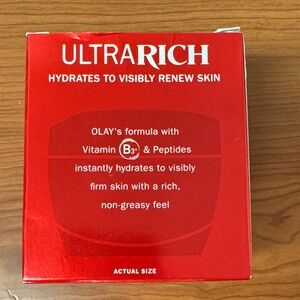 ULTRARICH
HYDRATES TO VISIBLY RENEW SKIN
OLAY's formula with
Vitamin B3 & Peptides
instantly hydrates to visibly
firm skin with a rich,
non-greasy feel
ACTUAL SIZE